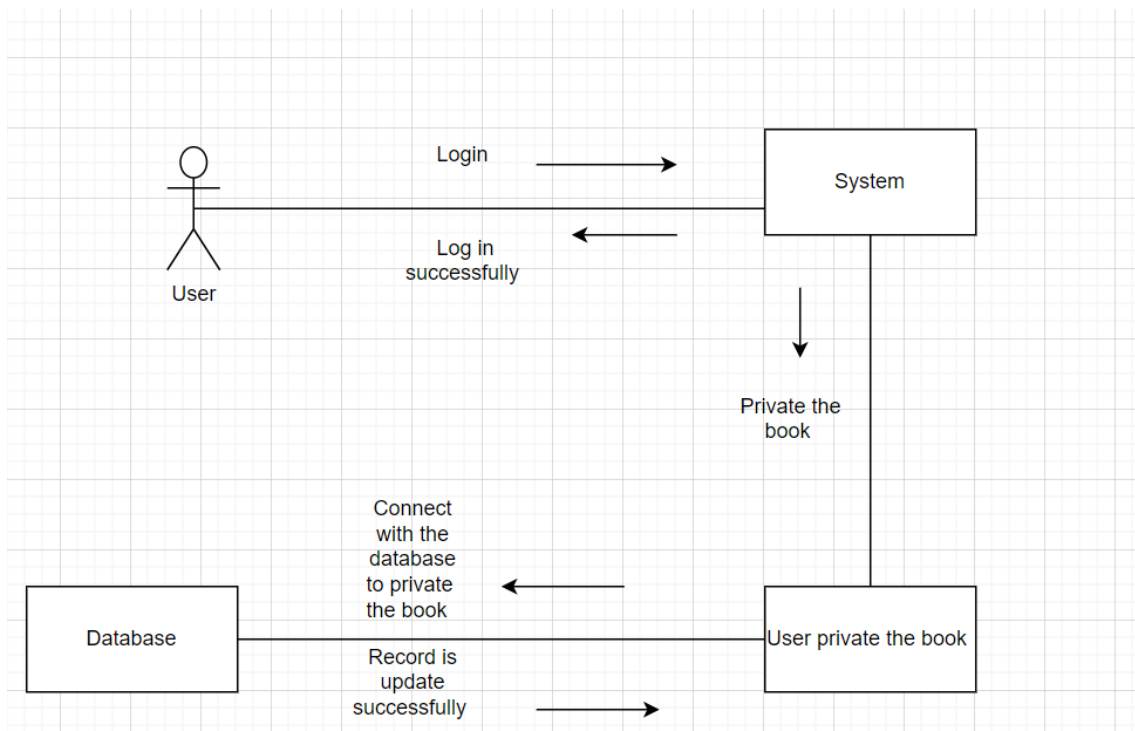 Login
System
Log in
successfully
User
Private the
book
Connect
with the
database
to private
the book
Database
User private the book
Record is
update
successfully